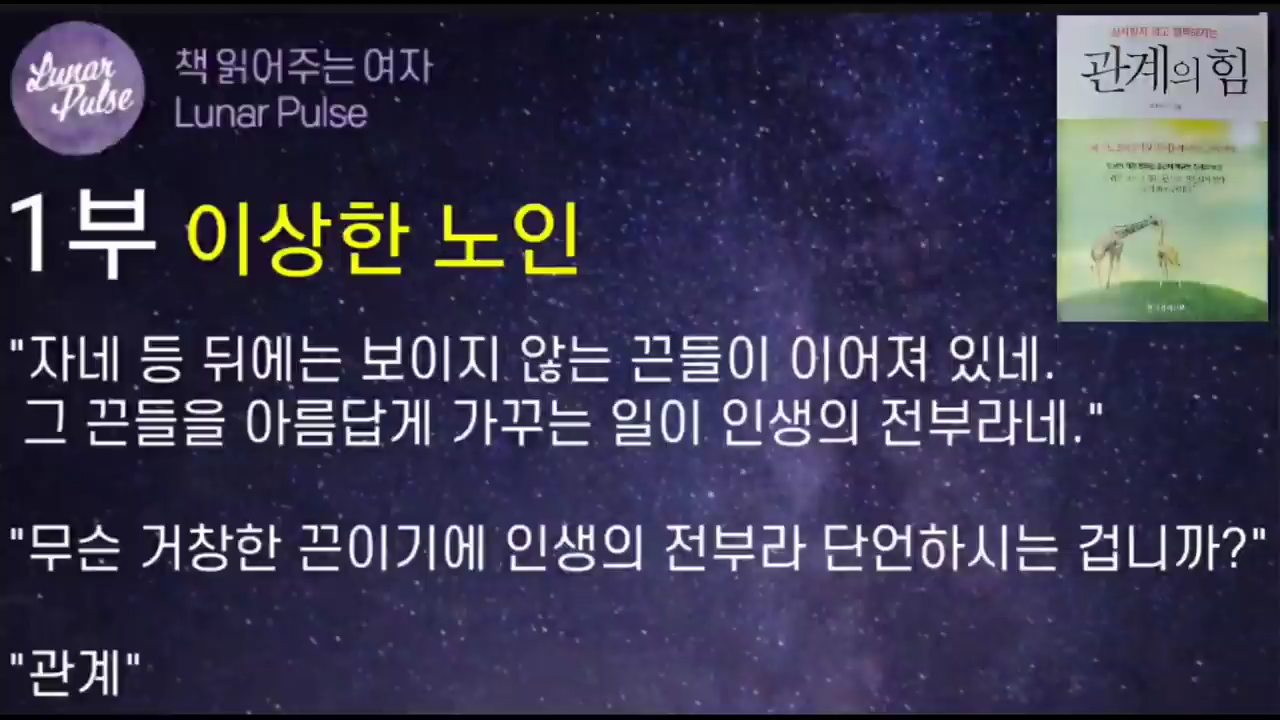 Lunar
Pulse
책 읽어주는 여자
Lunar Pulse
관계의 힘
1부 이상한 노인
"자네 등 뒤에는 보이지 않는 끈들이 이어져 있네.
그 끈들을 아름답게 가꾸는 일이 인생의 전부라네."
"무슨 거창한 끈이기에 인생의 전부라 단언하시는 겁니까?"
"관계"